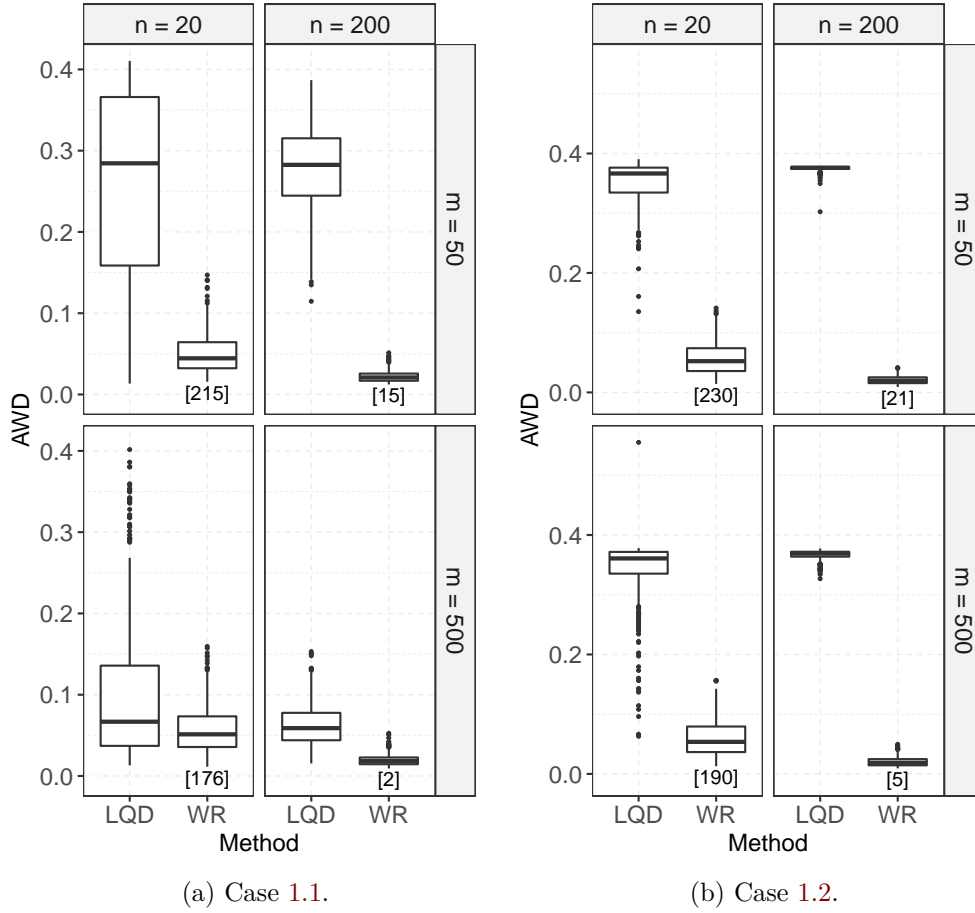 n = 20
n = 200
0.4
0.3
0.2
0.1
0.0
[215]
[15]
m = 50
AWD
0.4
0.3
0.2
0.1
0.0
[176]
[2]
m = 500
LQD
WR
LQD
WR
Method
(a) Case 1.1.
n = 20
n = 200
0.4
0.2
0.0
[230]
[21]
m = 50
AWD
0.4
0.2
0.0
[190]
[5]
m = 500
LQD
WR
LQD
WR
Method
(b) Case 1.2.